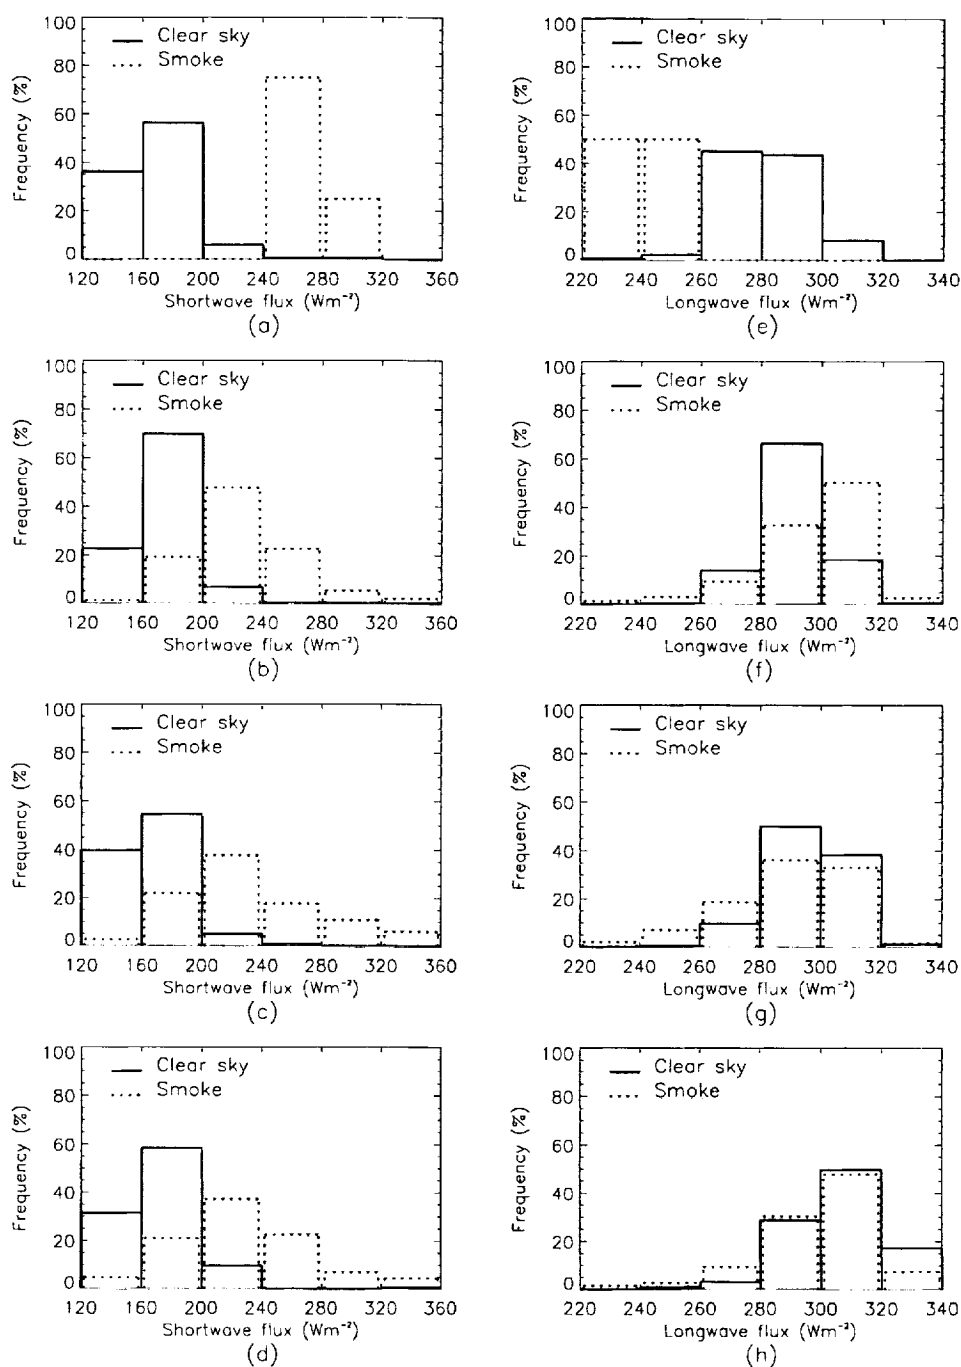 100
80
60
40
20
0
Frequency (%)
Clear sky
Smoke
120 160 200 240 280 320 360
Shortwave flux (Wm⁻²)
(a)
100
80
60
40
20
0
Frequency (%)
Clear sky
Smoke
220 240 260 280 300 320 340
Longwave flux (Wm⁻²)
(e)
100
80
60
40
20
0
Frequency (%)
Clear sky
Smoke
120 160 200 240 280 320 360
Shortwave flux (Wm⁻²)
(b)
100
80
60
40
20
0
Frequency (%)
Clear sky
Smoke
220 240 260 280 300 320 340
Longwave flux (Wm⁻²)
(f)
100
80
60
40
20
0
Frequency (%)
Clear sky
Smoke
120 160 200 240 280 320 360
Shortwave flux (Wm⁻²)
(c)
100
80
60
40
20
0
Frequency (%)
Clear sky
Smoke
220 240 260 280 300 320 340
Longwave flux (Wm⁻²)
(g)
100
80
60
40
20
0
Frequency (%)
Clear sky
Smoke
120 160 200 240 280 320 360
Shortwave flux (Wm⁻²)
(d)
100
80
60
40
20
0
Frequency (%)
Clear sky
Smoke
220 240 260 280 300 320 340
Longwave flux (Wm⁻²)
(h)